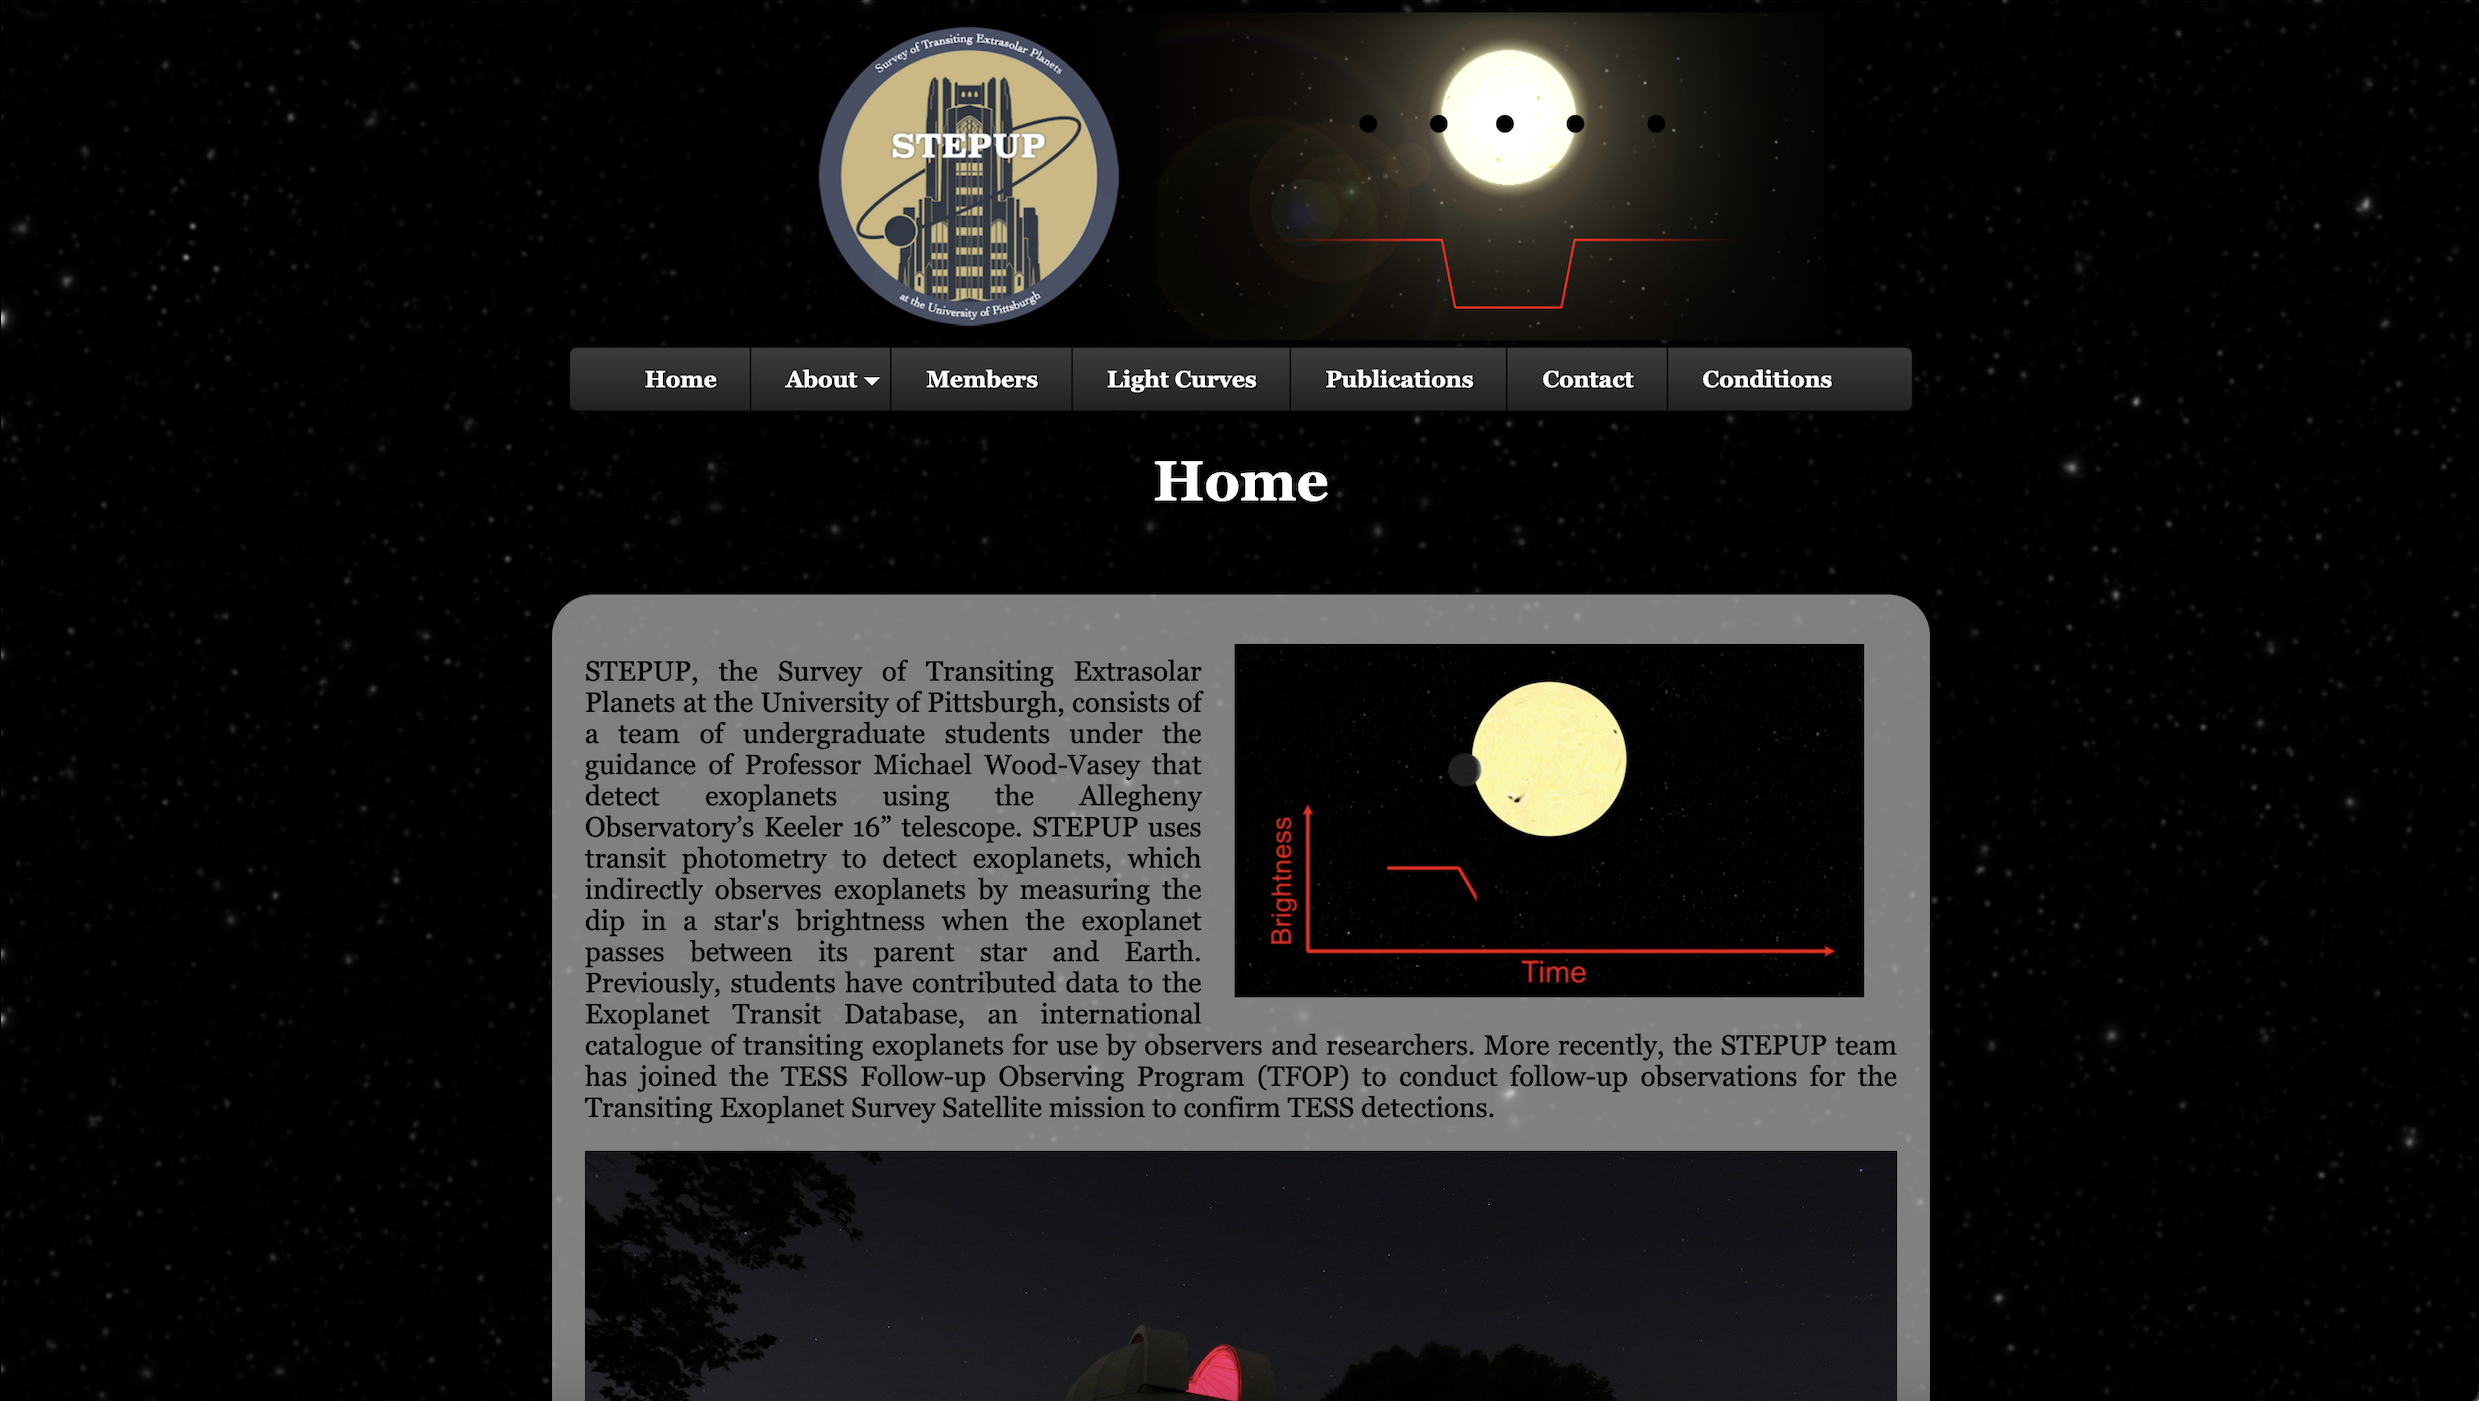 Survey of Transiting Extrasolar Planets
STEPUP
at the University of Pittsburgh
Home
About
Members
Light Curves
Publications
Contact
Conditions
Home
STEPUP, the Survey of Transiting Extrasolar
Planets at the University of Pittsburgh, consists of
a team of undergraduate students under the
guidance of Professor Michael Wood-Vasey that
detect exoplanets using the Allegheny
Observatory’s Keeler 16” telescope. STEPUP uses
transit photometry to detect exoplanets, which
indirectly observes exoplanets by measuring the
dip in a star's brightness when the exoplanet
passes between its parent star and Earth.
Previously, students have contributed data to the
Exoplanet Transit Database, an international
catalogue of transiting exoplanets for use by observers and researchers. More recently, the STEPUP team
has joined the TESS Follow-up Observing Program (TFOP) to conduct follow-up observations for the
Transiting Exoplanet Survey Satellite mission to confirm TESS detections.
Brightness
Time